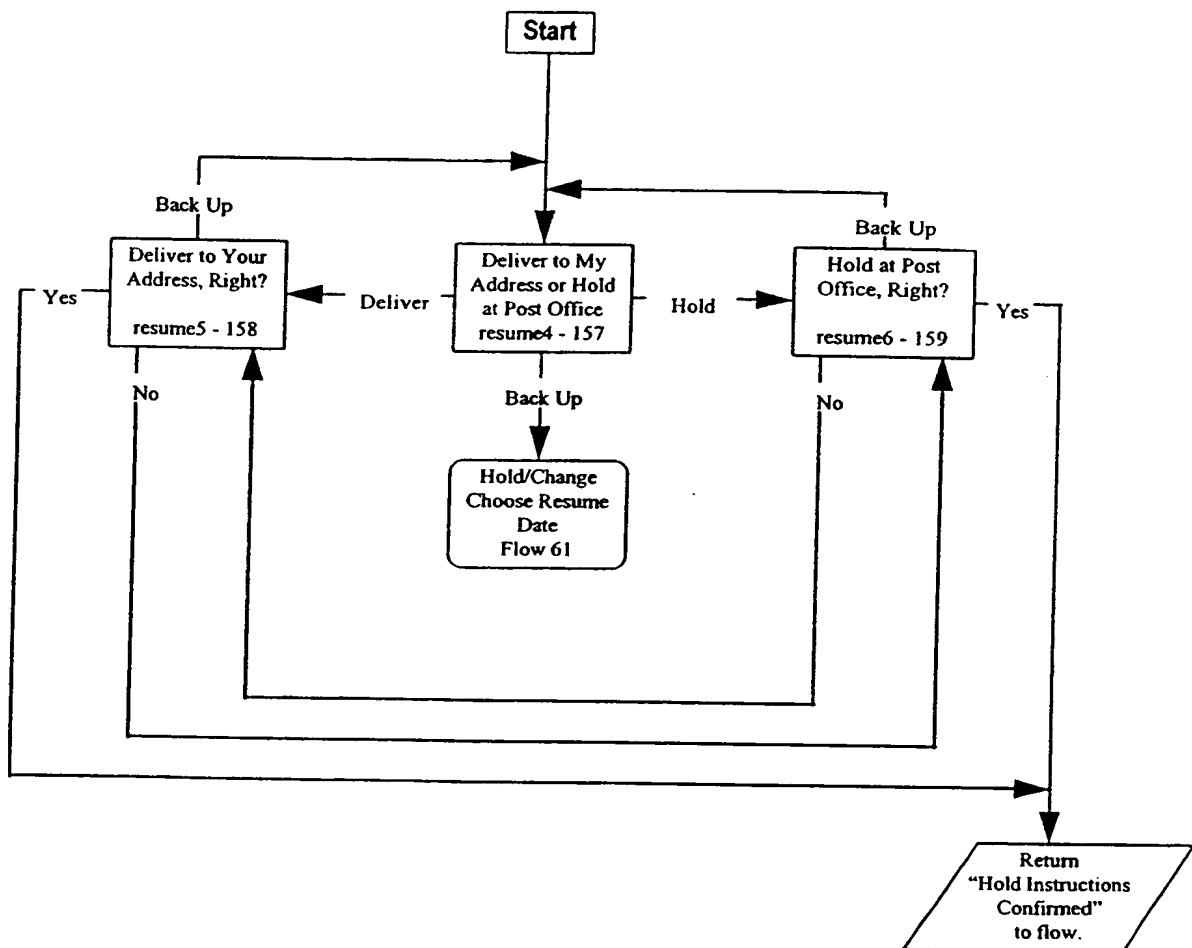 Start
Back Up
Back Up
Deliver to Your
Address, Right?
resume5 - 158
Deliver to My
Address or Hold
at Post Office
resume4 - 157
Hold at Post
Office, Right?
resume6 - 159
Yes
Deliver
Hold
Yes
No
Back Up
No
Hold/Change
Choose Resume
Date
Flow 61
Return
“Hold Instructions
Confirmed”
to flow.